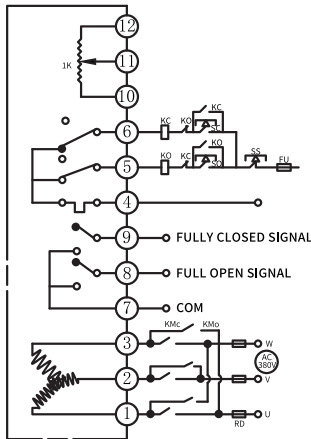 12
1K
11
10
KC
6
KC KO SC
KO
5
KO KC SO SS FU
4
9 FULLY CLOSED SIGNAL
8 FULL OPEN SIGNAL
7 COM
3 KMc KMo W
AC
380V
2 V
1 RD U